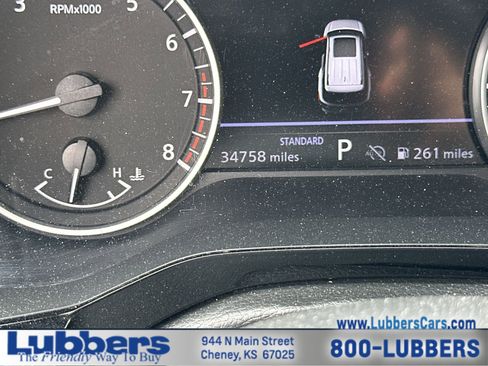 3
5
RPMx1000
6
7
8
C H
STANDARD
34758 miles P A 261 miles
Lubbers
The Friendly Way To Buy
944 N Main Street
Cheney, KS 67025
www.LubbersCars.com
800-LUBBERS